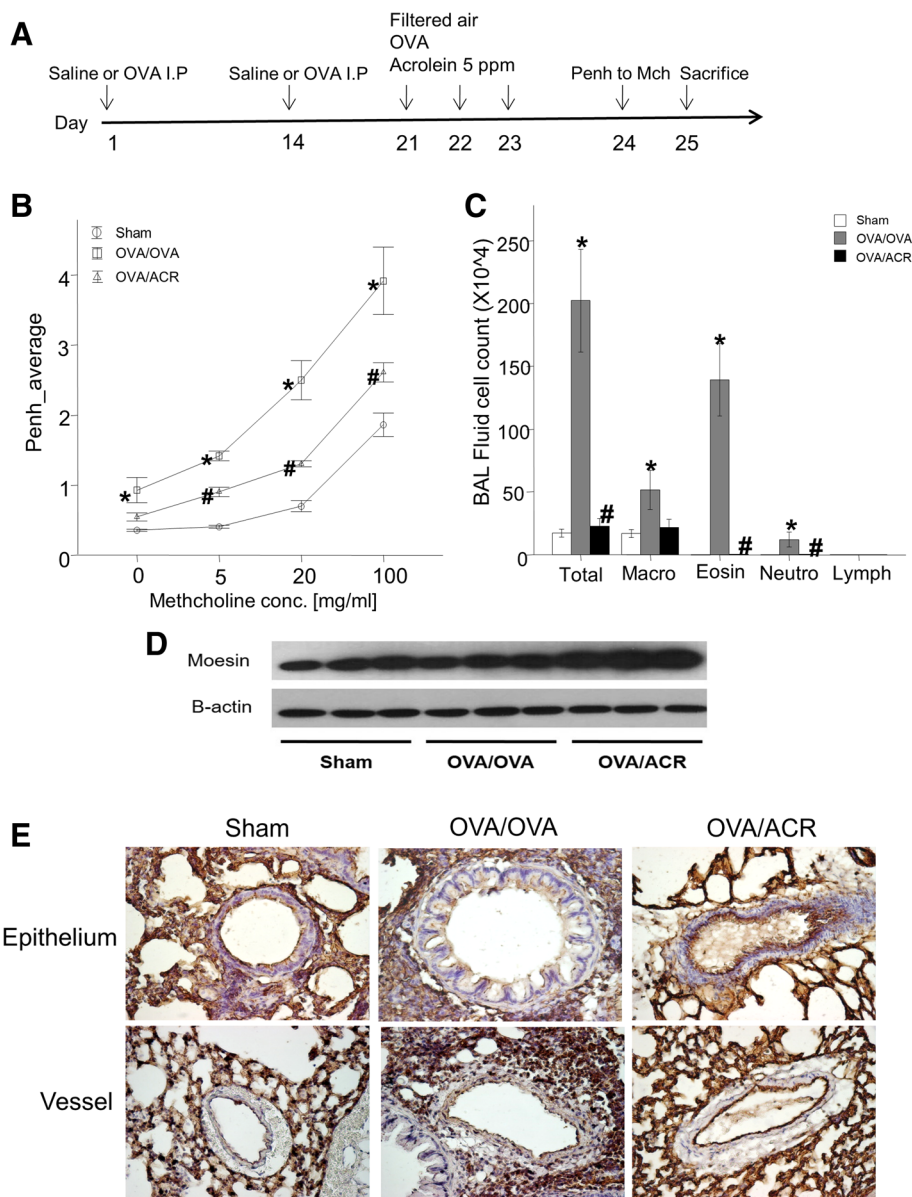 A
Filtered air
OVA
Acrolein 5 ppm
Saline or OVA I.P
Saline or OVA I.P
Penh to Mch
Sacrifice
Day
1
14
21
22
23
24
25
B
Sham
OVA/OVA
OVA/ACR
Penh_average
4
3
2
1
0
*
*
*
*
#
#
#
0
5
20
100
Methcholine conc. [mg/ml]
C
Sham
OVA/OVA
OVA/ACR
BAL Fluid cell count (X10^4)
250
200
150
100
50
0
*
*
*
*
#
#
#
Total
Macro
Eosin
Neutro
Lymph
D
Moesin
B-actin
Sham
OVA/OVA
OVA/ACR
E
Sham
OVA/OVA
OVA/ACR
Epithelium
Vessel